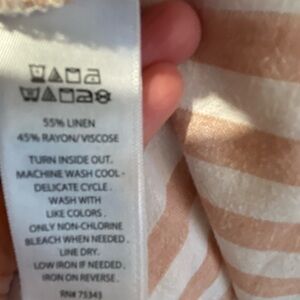 55% LINEN
45% RAYON/VISCOSE
TURN INSIDE OUT.
MACHINE WASH COOL -
DELICATE CYCLE.
WASH WITH
LIKE COLORS.
ONLY NON-CHLORINE
BLEACH WHEN NEEDED.
LINE DRY.
LOW IRON IF NEEDED.
IRON ON REVERSE.
RN# 75343